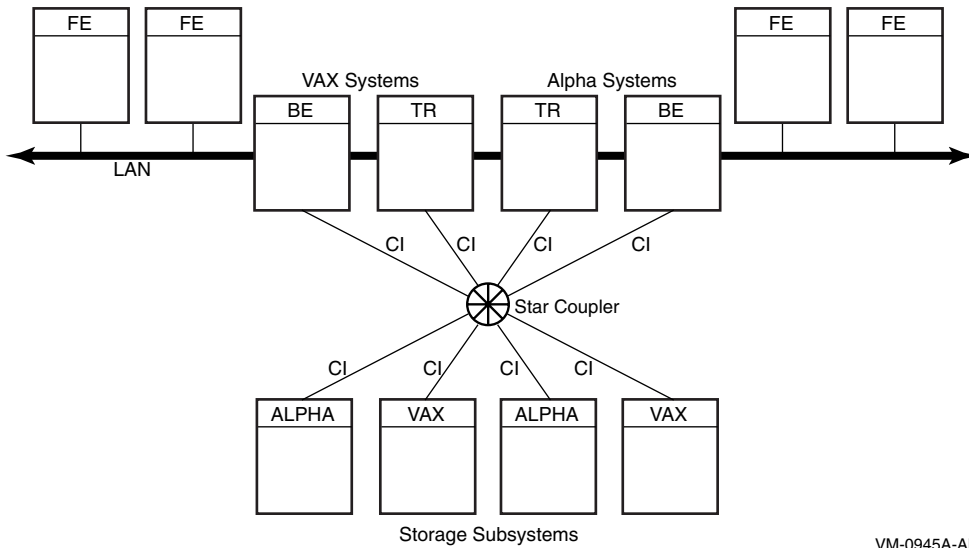 FE FE FE FE
VAX Systems Alpha Systems
BE TR TR BE
LAN
CI CI CI CI
Star Coupler
CI CI CI CI
ALPHA VAX ALPHA VAX
Storage Subsystems